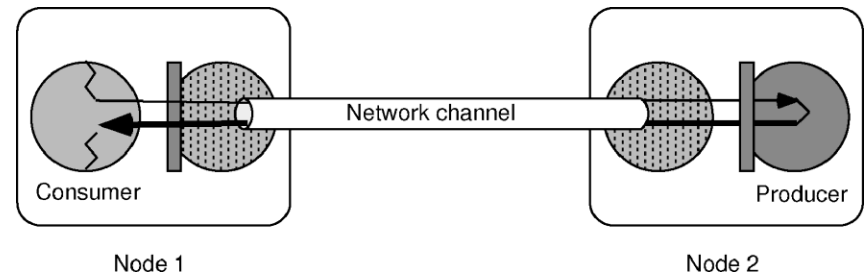 Network channel
Consumer
Producer
Node 1
Node 2